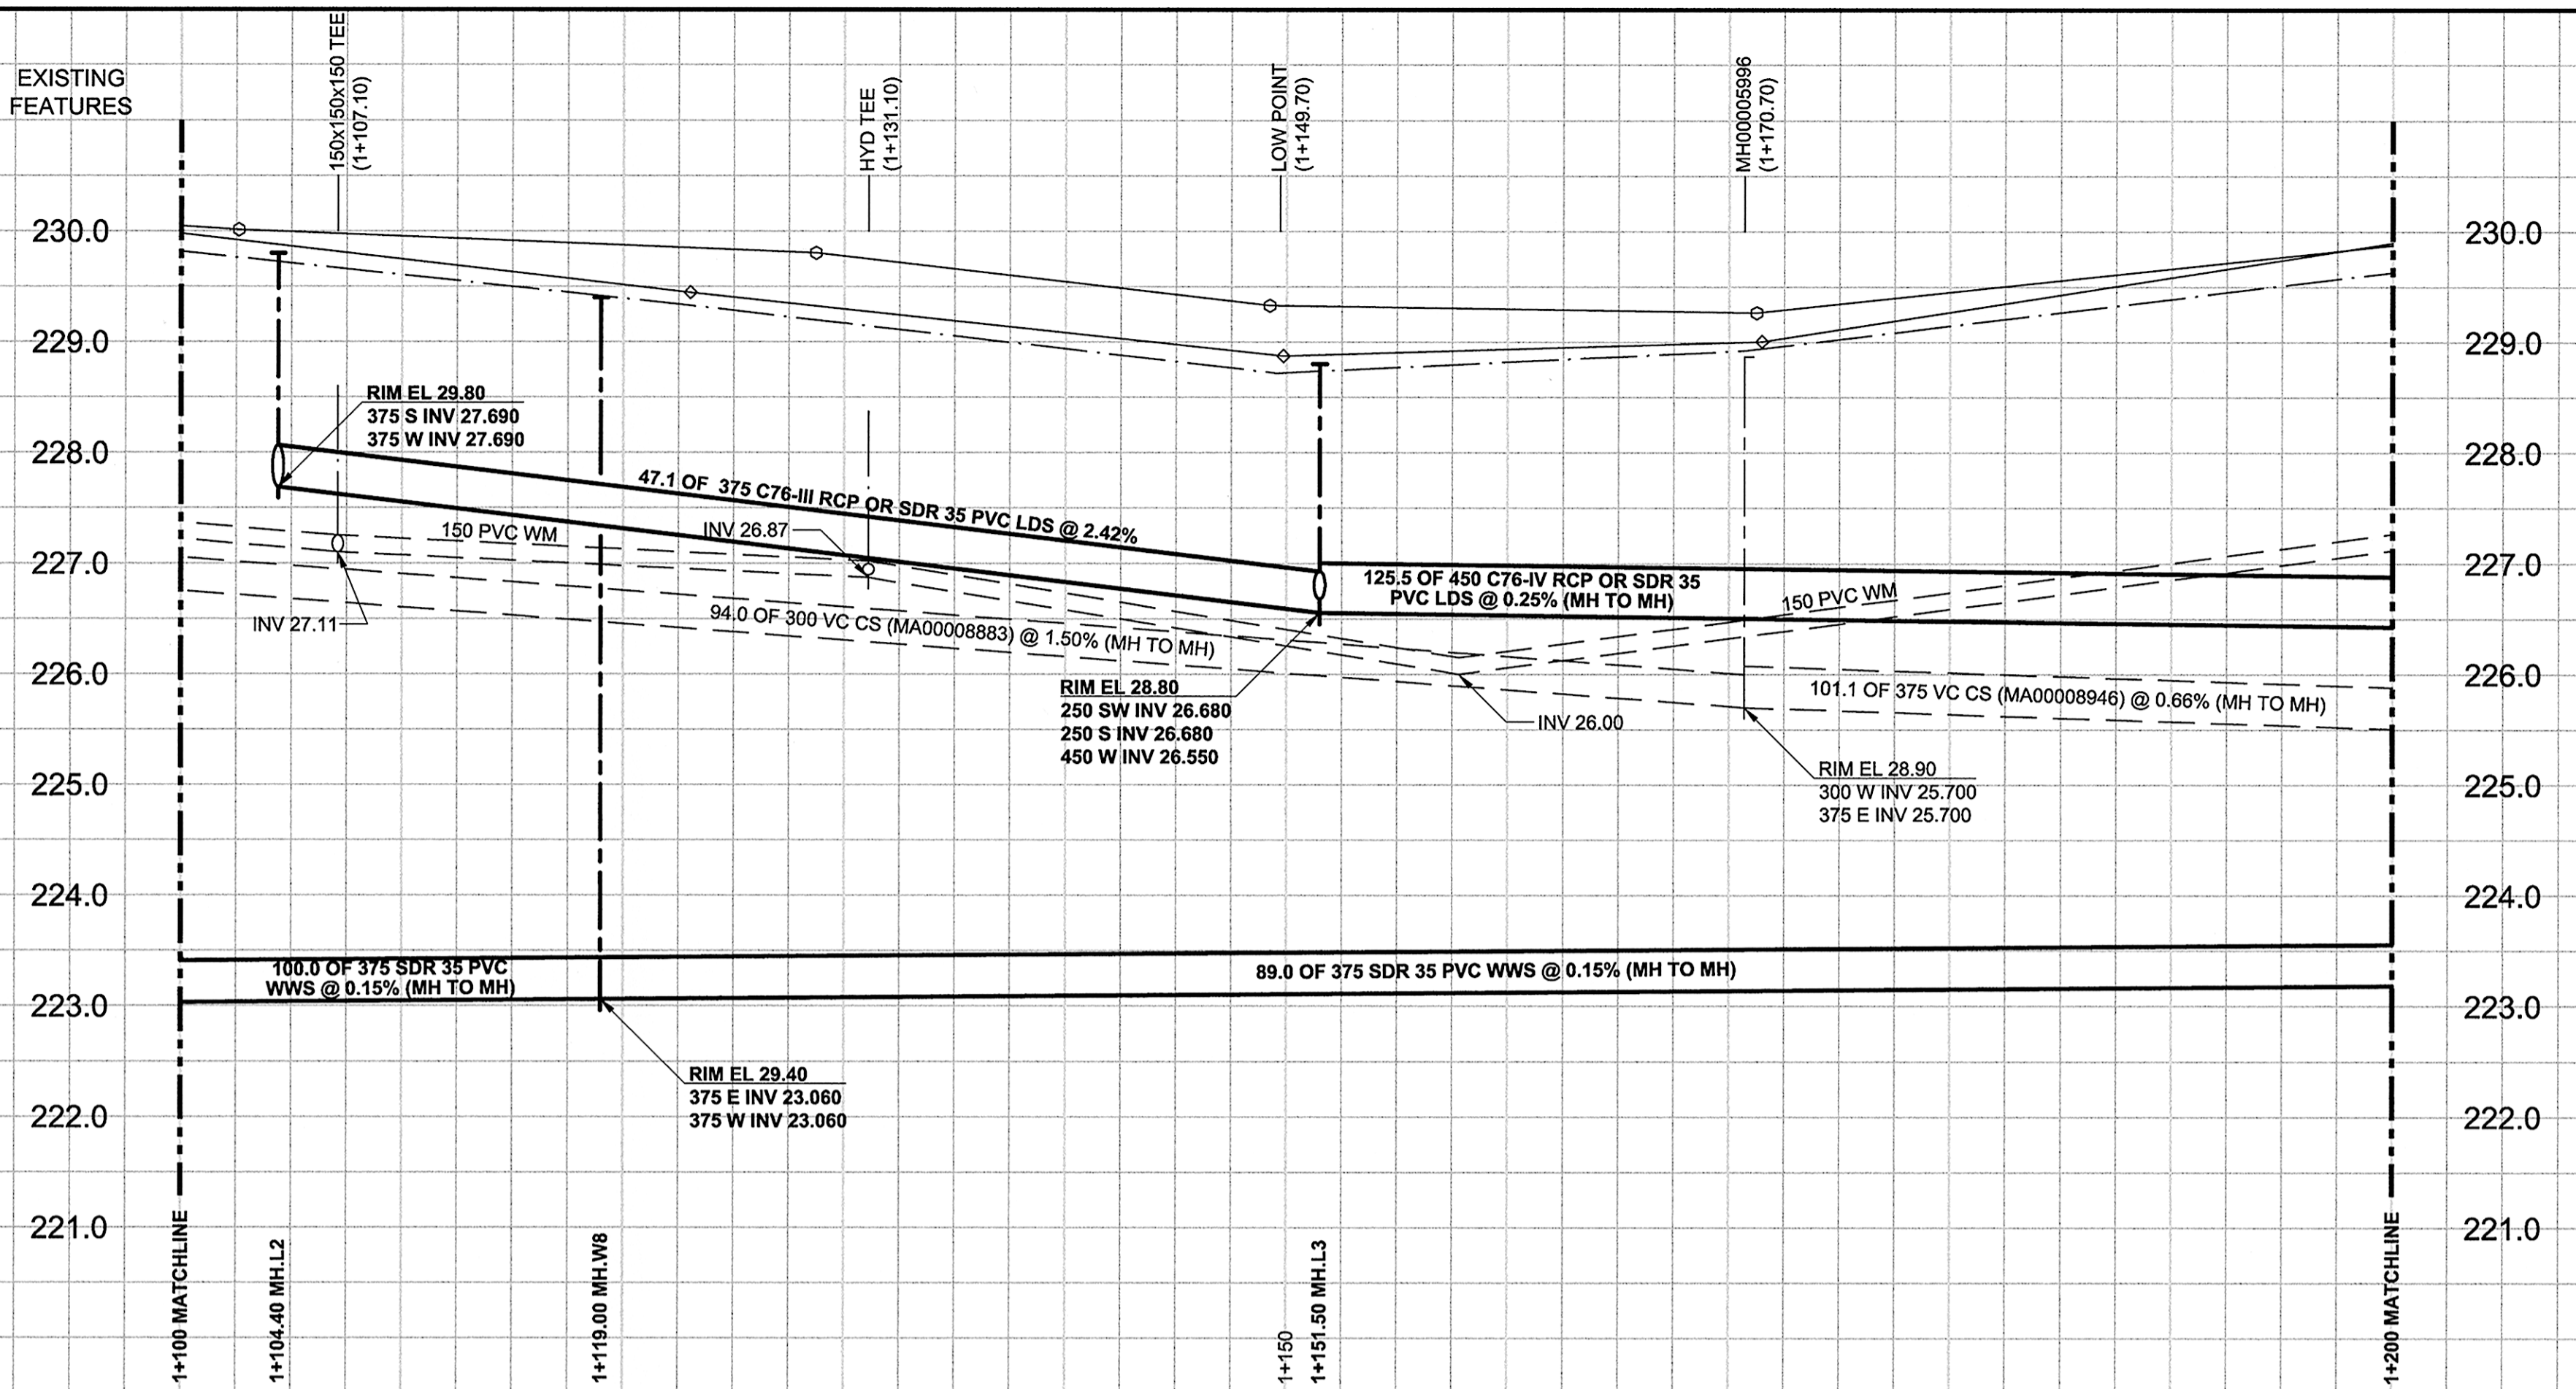 EXISTING
FEATURES
150x150x150 TEE
(1+107.10)
HYD TEE
(1+131.10)
LOW POINT
(1+149.70)
MH00005996
(1+170.70)
230.0
230.0
229.0
229.0
RIM EL 29.80
375 S INV 27.690
375 W INV 27.690
228.0
228.0
47.1 OF 375 C76-III RCP OR SDR 35 PVC LDS @ 2.42%
150 PVC WM
INV 26.87
227.0
227.0
125.5 OF 450 C76-IV RCP OR SDR 35
PVC LDS @ 0.25% (MH TO MH)
150 PVC WM
INV 27.11
94.0 OF 300 VC CS (MA00008883) @ 1.50% (MH TO MH)
226.0
226.0
RIM EL 28.80
250 SW INV 26.680
250 S INV 26.680
450 W INV 26.550
INV 26.00
101.1 OF 375 VC CS (MA00008946) @ 0.66% (MH TO MH)
RIM EL 28.90
300 W INV 25.700
375 E INV 25.700
225.0
225.0
224.0
224.0
100.0 OF 375 SDR 35 PVC
WWS @ 0.15% (MH TO MH)
89.0 OF 375 SDR 35 PVC WWS @ 0.15% (MH TO MH)
223.0
223.0
RIM EL 29.40
375 E INV 23.060
375 W INV 23.060
222.0
222.0
221.0
221.0
1+100 MATCHLINE
1+104.40 MH.L2
1+119.00 MH.W8
1+150
1+151.50 MH.L3
1+200 MATCHLINE